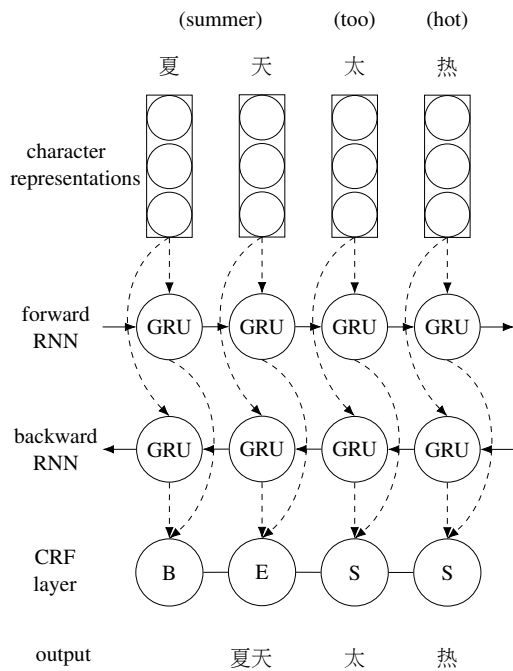 (summer) (too) (hot)
夏 天 太 热
character
representations
forward
RNN
GRU GRU GRU GRU
backward
RNN
GRU GRU GRU GRU
CRF
layer
B E S S
output 夏天 太 热